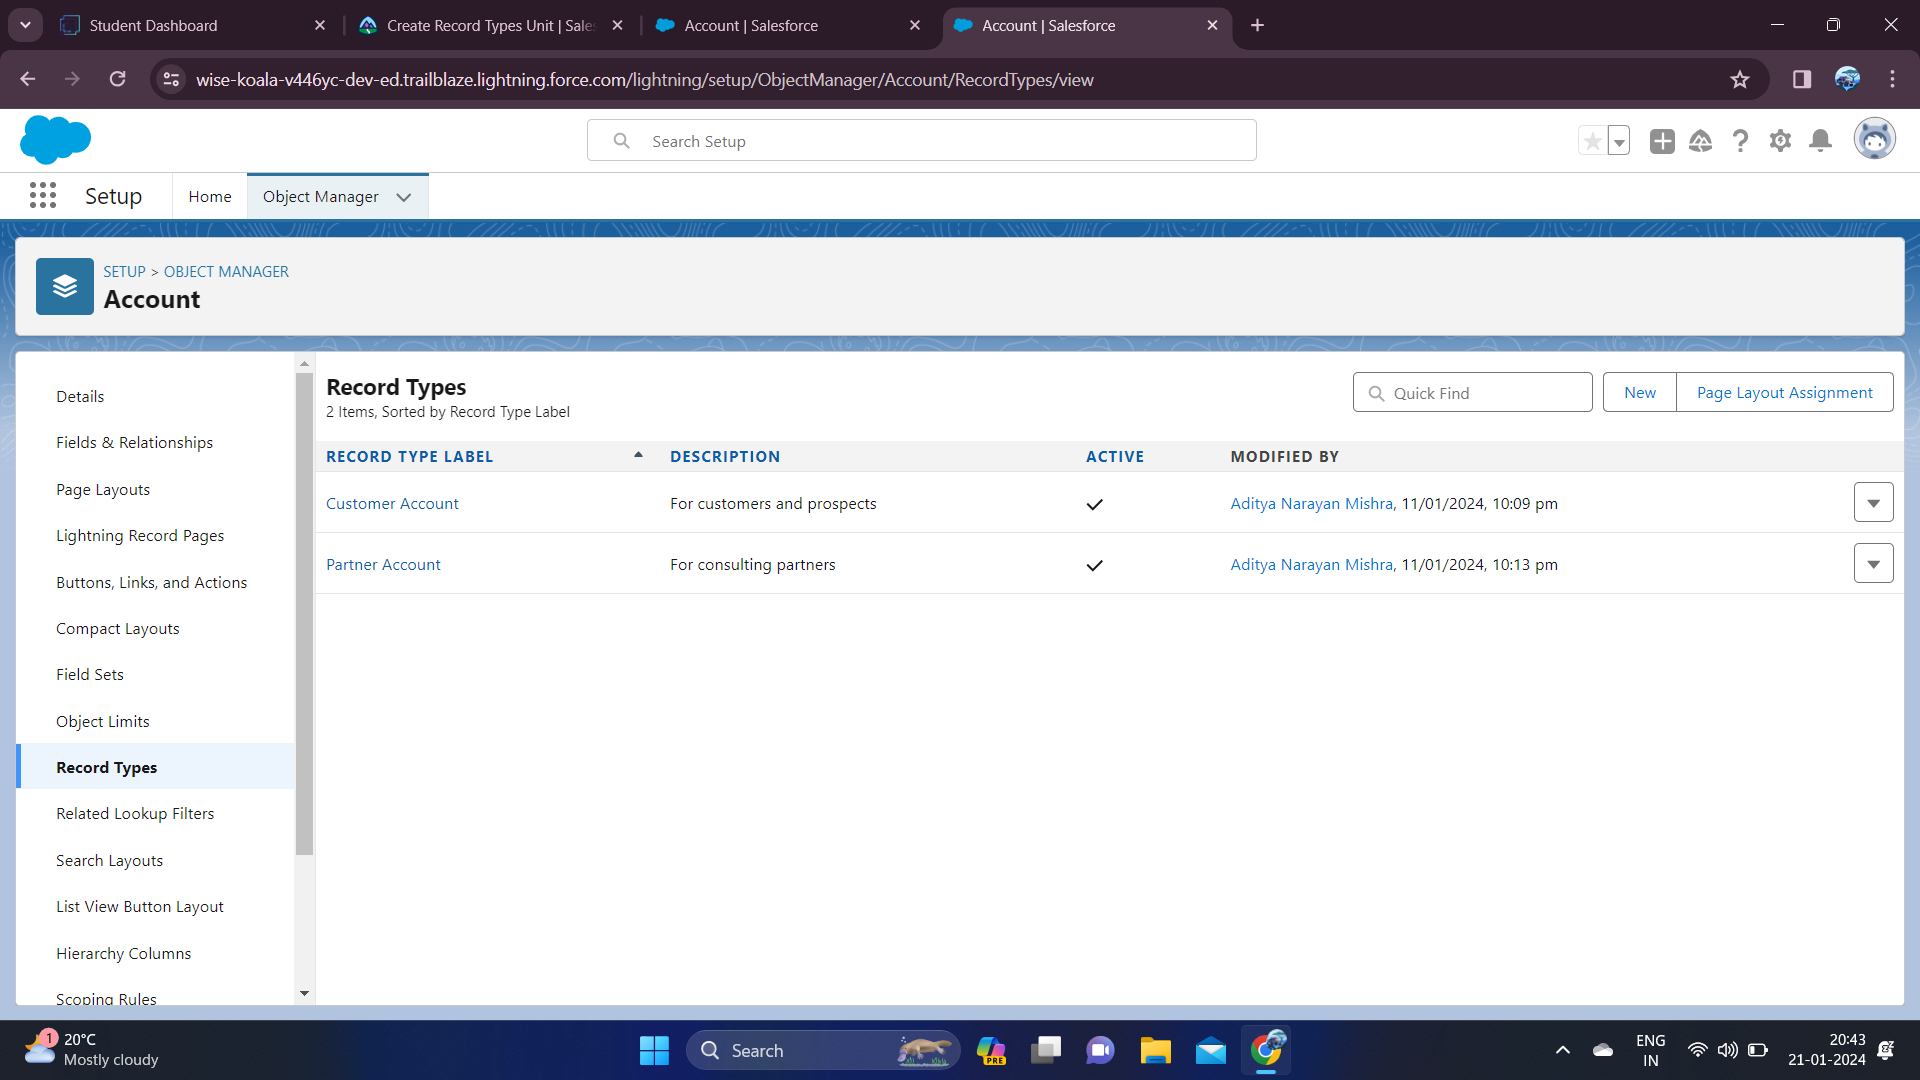 Student Dashboard
Create Record Types Unit | Sales
Account | Salesforce
Account | Salesforce
wise-koala-v446yc-dev-ed.trailblaze.lightning.force.com/lightning/setup/ObjectManager/Account/RecordTypes/view
Search Setup
Setup
Home
Object Manager
SETUP > OBJECT MANAGER
Account
Details
Fields & Relationships
Page Layouts
Lightning Record Pages
Buttons, Links, and Actions
Compact Layouts
Field Sets
Object Limits
Record Types
Related Lookup Filters
Search Layouts
List View Button Layout
Hierarchy Columns
Scoping Rules
Record Types
2 Items, Sorted by Record Type Label
Quick Find
New
Page Layout Assignment
RECORD TYPE LABEL DESCRIPTION ACTIVE MODIFIED BY
Customer Account For customers and prospects Aditya Narayan Mishra, 11/01/2024, 10:09 pm
Partner Account For consulting partners Aditya Narayan Mishra, 11/01/2024, 10:13 pm
1
20°C
Mostly cloudy
Search
PRE
ENG
IN
20:43
21-01-2024